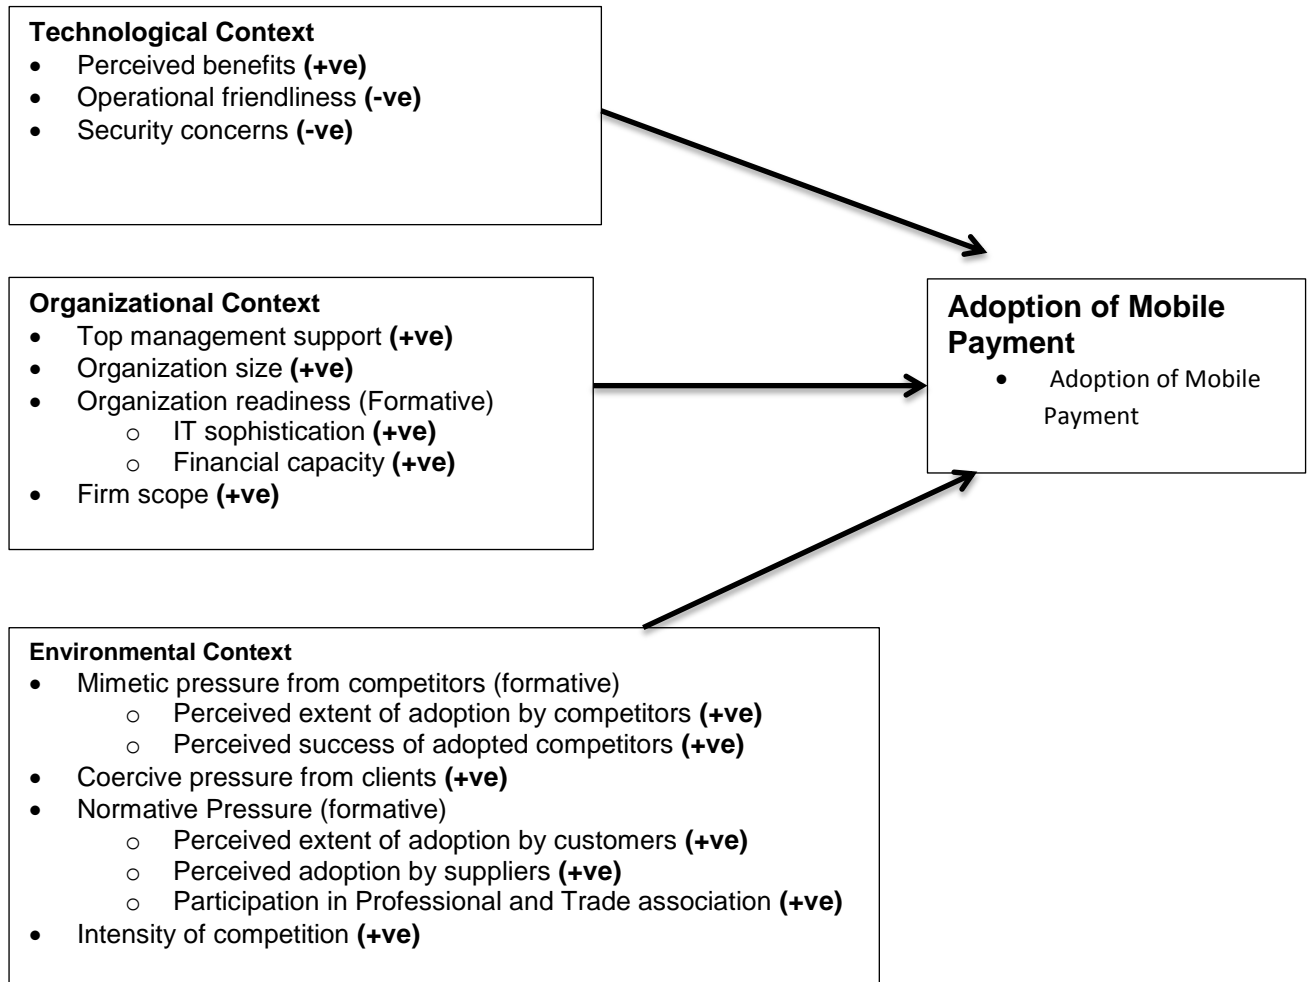 Technological Context
• Perceived benefits (+ve)
• Operational friendliness (-ve)
• Security concerns (-ve)
Organizational Context
• Top management support (+ve)
• Organization size (+ve)
• Organization readiness (Formative)
o IT sophistication (+ve)
o Financial capacity (+ve)
• Firm scope (+ve)
Adoption of Mobile
Payment
• Adoption of Mobile
Payment
Environmental Context
• Mimetic pressure from competitors (formative)
o Perceived extent of adoption by competitors (+ve)
o Perceived success of adopted competitors (+ve)
• Coercive pressure from clients (+ve)
• Normative Pressure (formative)
o Perceived extent of adoption by customers (+ve)
o Perceived adoption by suppliers (+ve)
o Participation in Professional and Trade association (+ve)
• Intensity of competition (+ve)